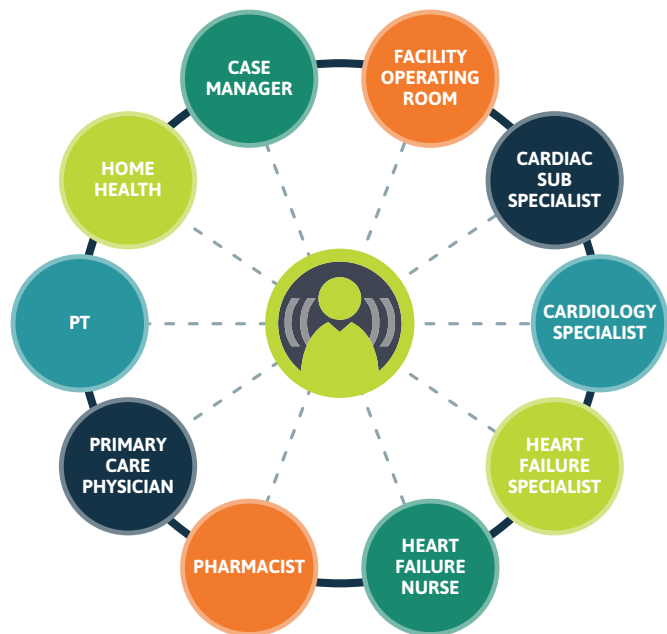 CASE
MANAGER
FACILITY
OPERATING
ROOM
CARDIAC
SUB
SPECIALIST
CARDIOLOGY
SPECIALIST
HEART
FAILURE
SPECIALIST
HEART
FAILURE
NURSE
PHARMACIST
PRIMARY
CARE
PHYSICIAN
PT
HOME
HEALTH